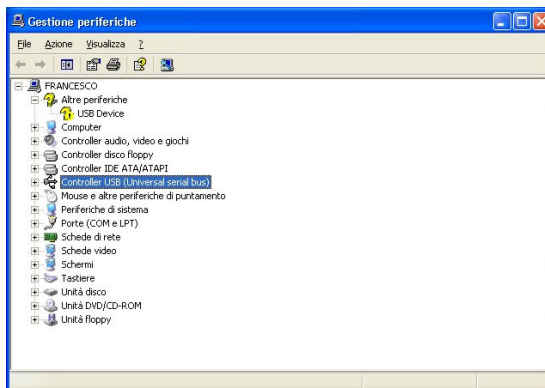 Gestione periferiche
File Azione Visualizza ?
FRANCESCO
Altre periferiche
USB Device
Computer
Controller audio, video e giochi
Controller disco floppy
Controller IDE ATA/ATAPI
Controller USB (Universal serial bus)
Mouse e altre periferiche di puntamento
Periferiche di sistema
Porte (COM e LPT)
Schede di rete
Schede video
Schermi
Tastiere
Unità disco
Unità DVD/CD-ROM
Unità floppy